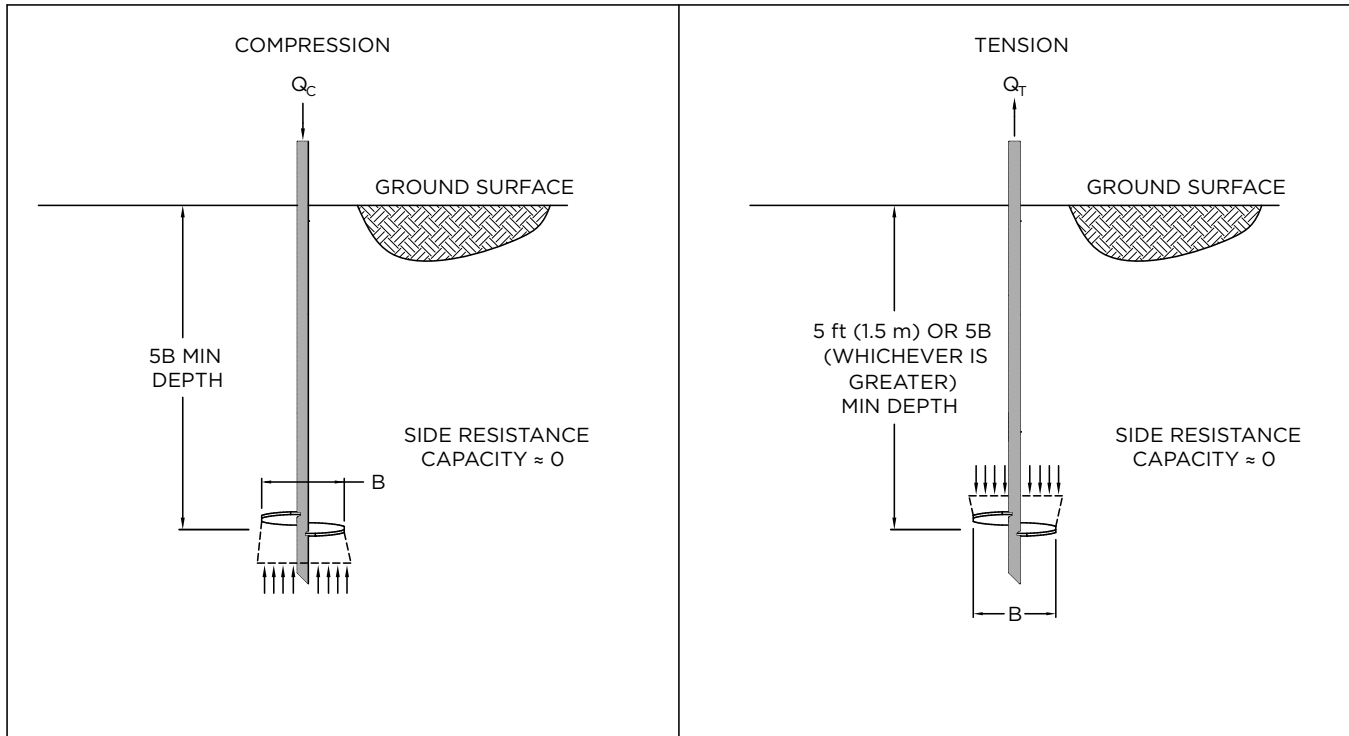 COMPRESSION
Q_C
GROUND SURFACE
5B MIN
DEPTH
SIDE RESISTANCE
CAPACITY ≈ 0
B
TENSION
Q_T
GROUND SURFACE
5 ft (1.5 m) OR 5B
(WHICHEVER IS
GREATER)
MIN DEPTH
SIDE RESISTANCE
CAPACITY ≈ 0
B